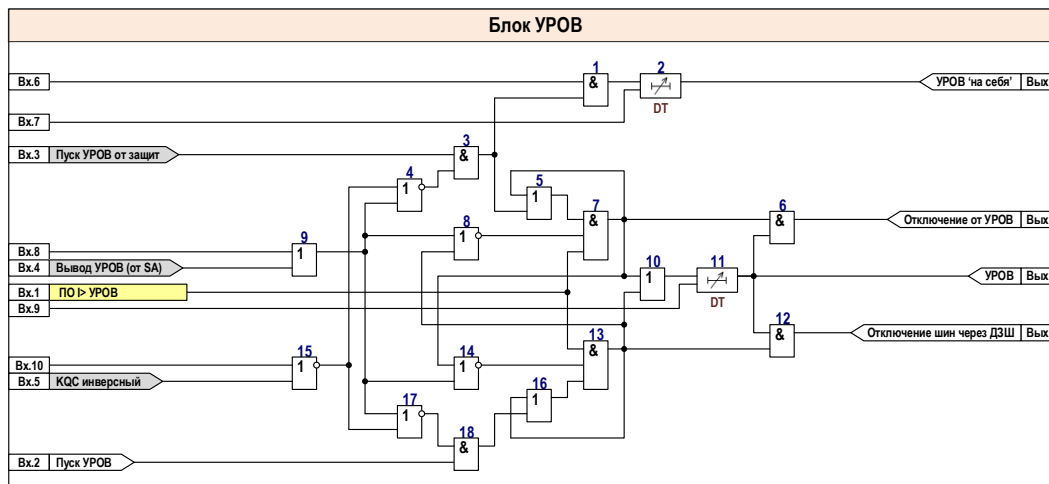 Блок УРОВ
1
2
Вх.6
&
УРОВ ‘на себя’ Вых
DT
Вх.7
3
Вх.3 Пуск УРОВ от защит
&
4
5
1
1
7
6
8
&
&
Отключение от УРОВ Вых
1
9
Вх.8
1
10
11
Вх.4 Вывод УРОВ (от SA)
1
УРОВ Вых
Вх.1 ПО I> УРОВ
DT
Вх.9
12
13
&
Отключение шин через ДЗШ Вых
&
15
14
Вх.10
1
1
16
Вх.5 KQC инверсный
1
17
1
18
&
Вх.2 Пуск УРОВ